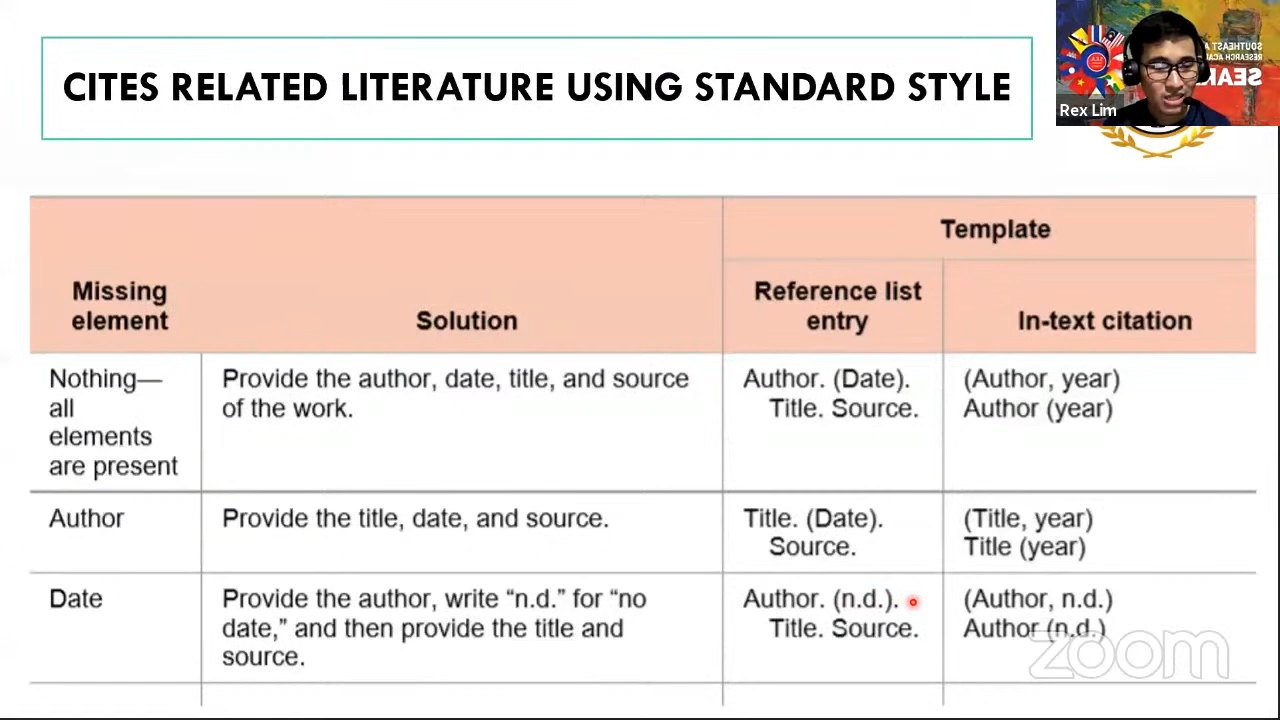 CITES RELATED LITERATURE USING STANDARD STYLE
SOUTHEAST A
RESEARCH ACA
SEA
Rex Lim
Template
Missing
element
Solution
Reference list
entry
In-text citation
Nothing—
all
elements
are present
Provide the author, date, title, and source
of the work.
Author. (Date).
Title. Source.
(Author, year)
Author (year)
Author
Provide the title, date, and source.
Title. (Date).
Source.
(Title, year)
Title (year)
Date
Provide the author, write “n.d.” for “no
date,” and then provide the title and
source.
Author. (n.d.).
Title. Source.
(Author, n.d.)
Author (n.d.)
zoom